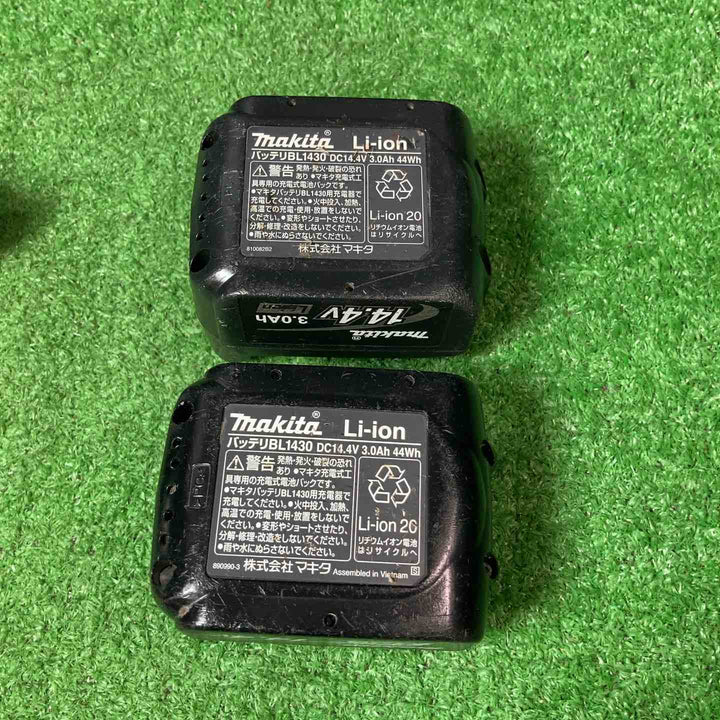 makita® Li-ion
バッテリBL1430 DC14.4V 3.0Ah 44Wh
警告 発熱・発火・破裂の恐れ
あり ●マキタ充電式工
具専用の充電式電池パックです。
●マキタバッテリBL1430用充電器で
充電してください。●火中投入、加熱、
高温での充電・使用・放置をしないで
ください。●変形やショートさせたり、
分解・修理・改造をしないでください。
●雨や水にぬらさないでください。
Li-ion 20
リチウムイオン電池
はリサイクルへ
株式会社マキタ
makita®
14.4V
Li-ion
3.0Ah
makita® Li-ion
バッテリBL1430 DC14.4V 3.0Ah 44Wh
警告 発熱・発火・破裂の恐れ
あり ●マキタ充電式工
具専用の充電式電池パックです。
●マキタバッテリBL1430用充電器で
充電してください。●火中投入、加熱、
高温での充電・使用・放置をしないで
ください。●変形やショートさせたり、
分解・修理・改造をしないでください。
●雨や水にぬらさないでください。
Li-ion 20
リチウムイオン電池
はリサイクルへ
890990-3 株式会社マキタ Assembled in Vietnam